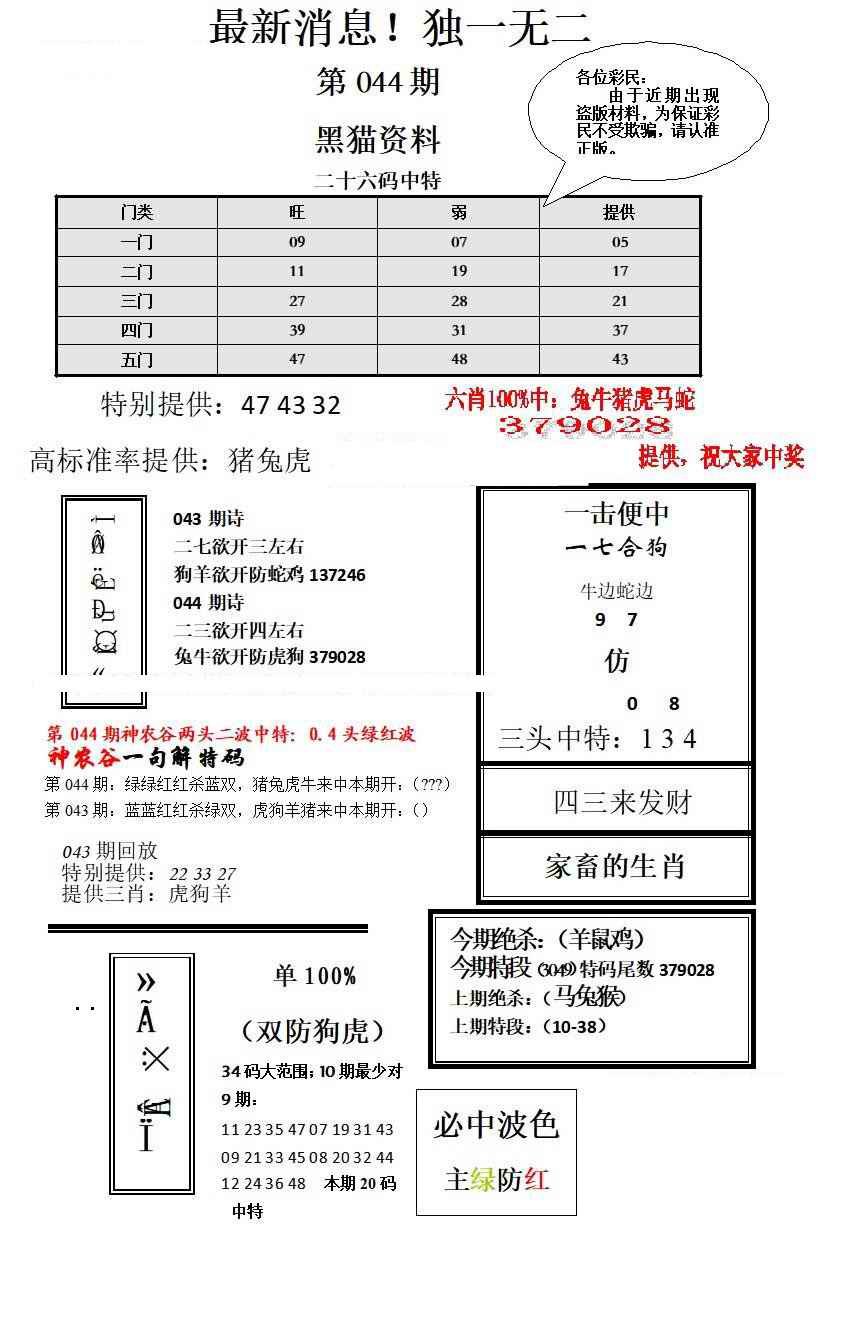 最新消息！独一无二
第 044 期
黑猫资料
二十六码中特
各位彩民：
由于近期出现
盗版材料，为保证彩
民不受欺骗，请认准
正版。
门类 旺 弱 提供
一门 09 07 05
二门 11 19 17
三门 27 28 21
四门 39 31 37
五门 47 48 43
特别提供：47 43 32
六肖100%中：兔牛猪虎马蛇
379028
提供，祝大家中奖
高标准率提供：猪兔虎
043 期诗
二七欲开三左右
狗羊欲开防蛇鸡 137246
044 期诗
二三欲开四左右
兔牛欲开防虎狗 379028
一击便中
一七合狗
牛边蛇边
9 7
仿
0 8
三头中特：1 3 4
四三来发财
家畜的生肖
第 044 期神农谷两头二波中特：0.4 头绿红波
神农谷一句解特码
第 044 期：绿绿红红杀蓝双，猪兔虎牛来中本期开：（???）
第 043 期：蓝蓝红红杀绿双，虎狗羊猪来中本期开：（）
043 期回放
特别提供：22 33 27
提供三肖：虎狗羊
今期绝杀：（羊鼠鸡）
今期特段（30-49）特码尾数 379028
上期绝杀：（马兔猴）
上期特段：（10-38）
»
Ã
Ï
单 100%
（双防狗虎）
34 码大范围；10 期最少对
9 期：
11 23 35 47 07 19 31 43
09 21 33 45 08 20 32 44
12 24 36 48 本期 20 码
中特
必中波色
主绿防红